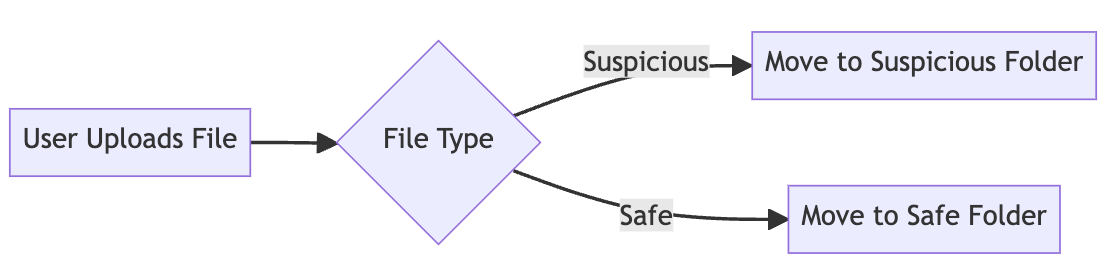 User Uploads File
File Type
Suspicious
Move to Suspicious Folder
Safe
Move to Safe Folder